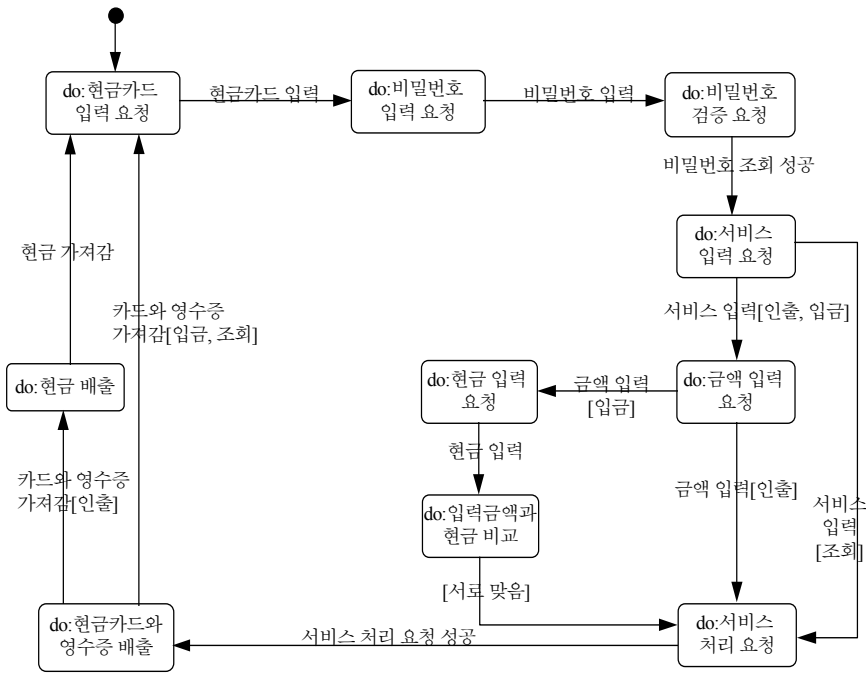 do:현금카드
입력 요청
현금카드 입력
do:비밀번호
입력 요청
비밀번호 입력
do:비밀번호
검증 요청
비밀번호 조회 성공
do:서비스
입력 요청
현금 가져감
카드와 영수증
가져감[입금, 조회]
서비스 입력[인출, 입금]
do:현금 배출
do:현금 입력
요청
금액 입력
[입금]
do:금액 입력
요청
현금 입력
카드와 영수증
가져감[인출]
금액 입력[인출]
서비스
입력
[조회]
do:입력금액과
현금 비교
[서로 맞음]
do:현금카드와
영수증 배출
서비스 처리 요청 성공
do:서비스
처리 요청